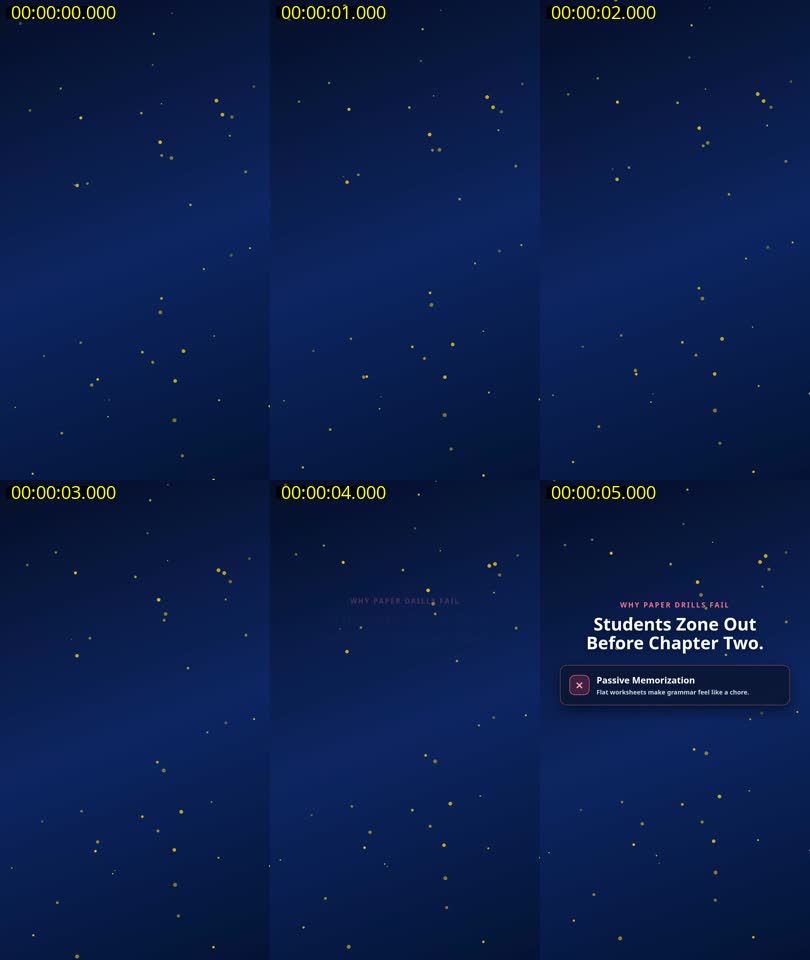 00:00:00.000
00:00:01.000
00:00:02.000
00:00:03.000
00:00:04.000
WHY PAPER DRILLS FAIL
00:00:05.000
WHY PAPER DRILLS FAIL
Students Zone Out
Before Chapter Two.
Passive Memorization
Flat worksheets make grammar feel like a chore.